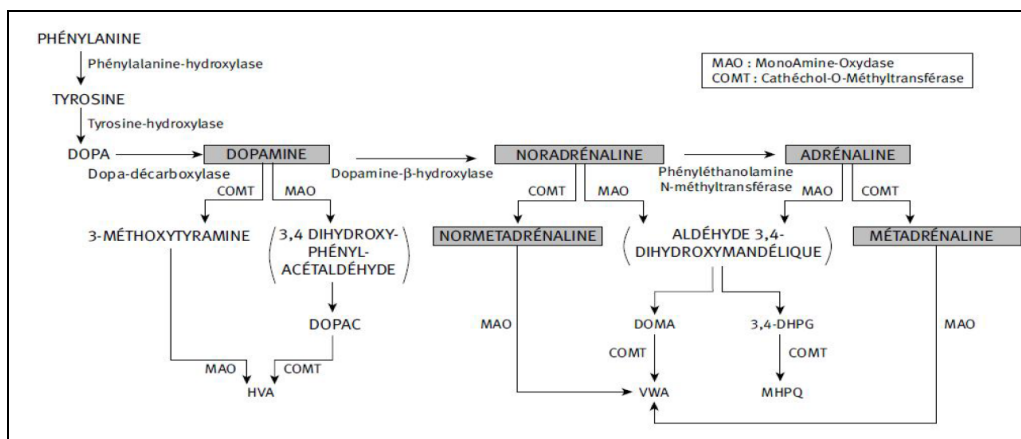 PHÉNYLANINE
Phénylalanine-hydroxylase
MAO : MonoAmine-Oxydase
COMT : Cathéchol-O-Méthyltransférase
TYROSINE
Tyrosine-hydroxylase
DOPA
DOPAMINE
NORADRÉNALINE
ADRÉNALINE
Dopa-décarboxylase
Dopamine-β-hydroxylase
Phényléthanolamine
N-méthyltransférase
COMT
MAO
COMT
MAO
MAO
COMT
3-MÉTHOXYTYRAMINE
(3,4 DIHYDROXY-
PHÉNYL-
ACÉTALDÉHYDE)
NORMETADRÉNALINE
(ALDÉHYDE 3,4-
DIHYDROXYMANDÉLIQUE)
MÉTADRÉNALINE
DOPAC
MAO
DOMA
3,4-DHPG
MAO
MAO
COMT
COMT
COMT
HVA
VWA
MHPQ